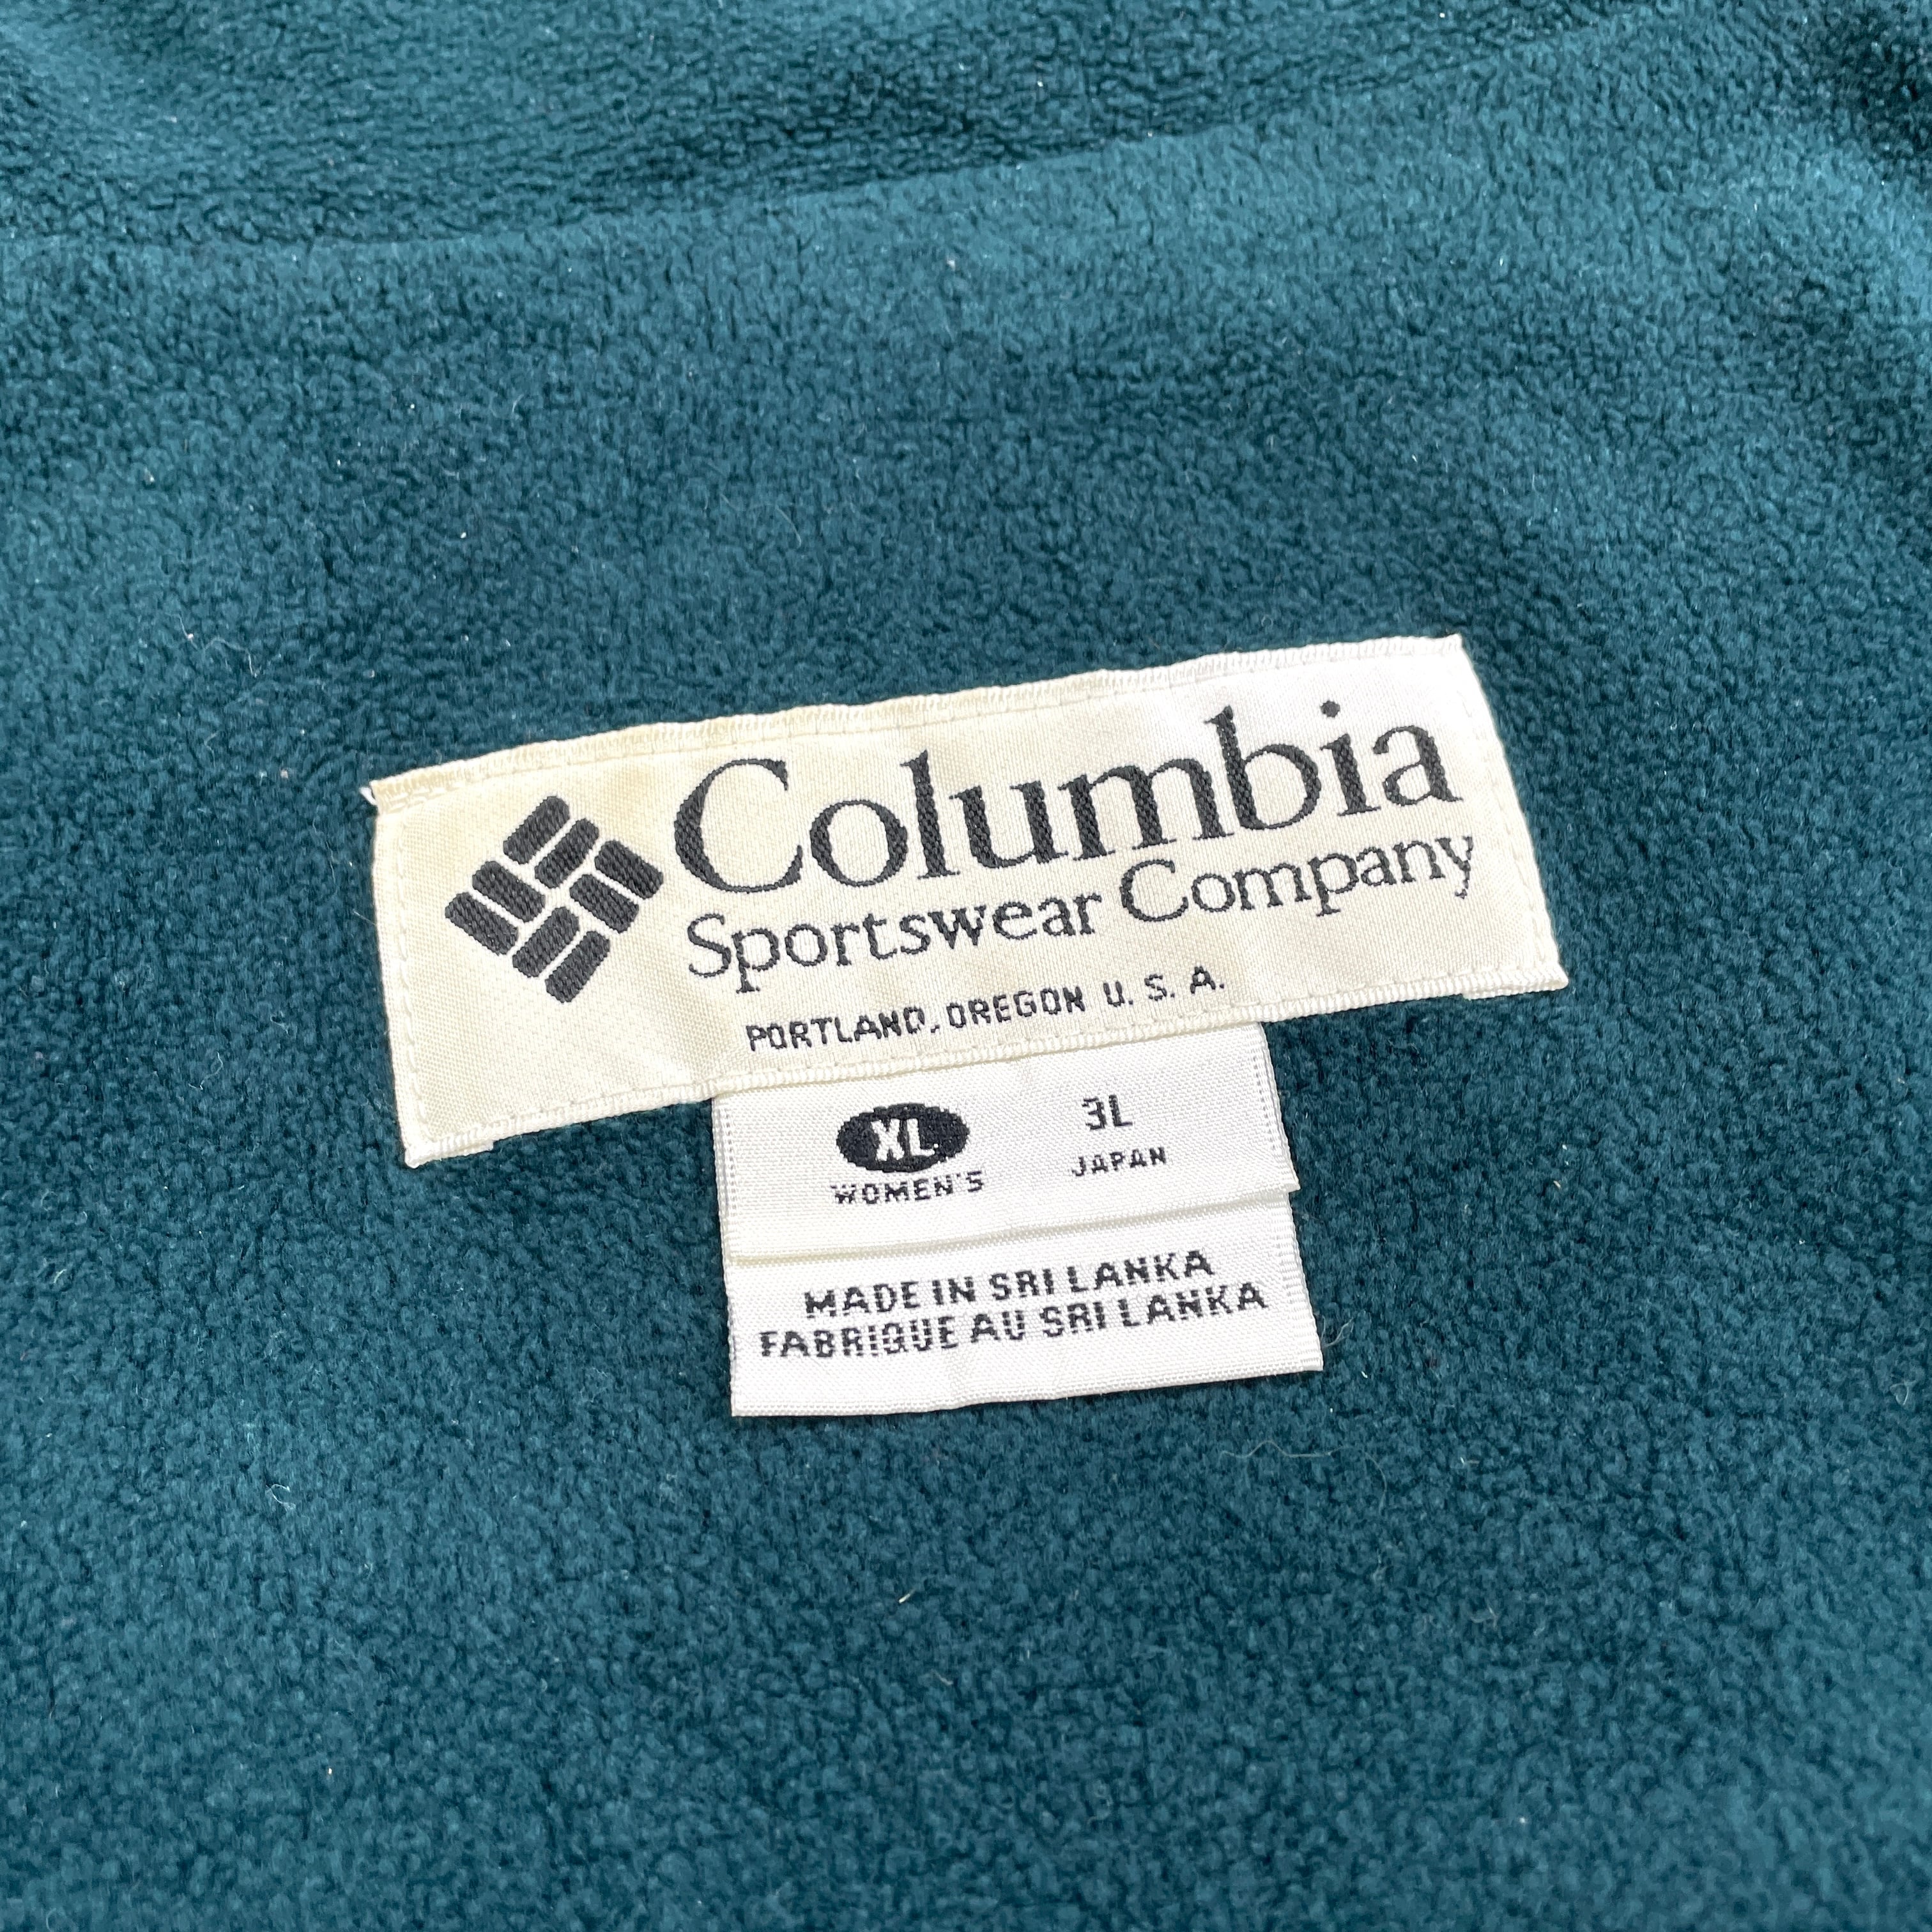 Columbia
Sportswear Company
PORTLAND, OREGON U. S. A.
XL 3L
WOMEN'S JAPAN
MADE IN SRI LANKA
FABRIQUE AU SRI LANKA